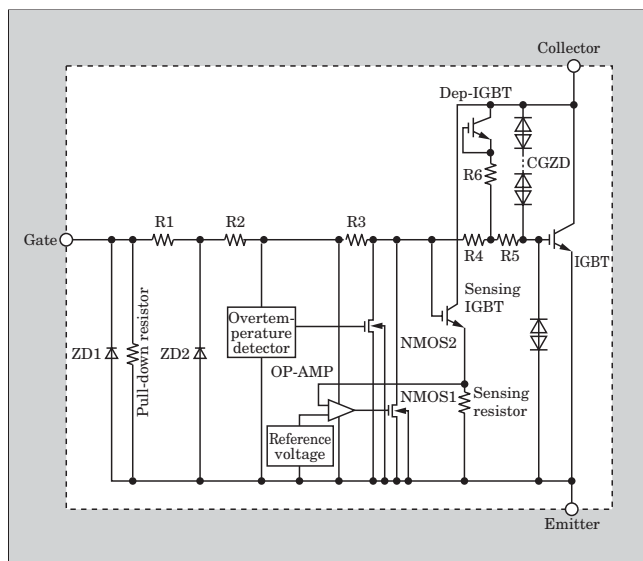 Collector
Dep-IGBT
CGZD
R6
R1
R2
R3
Gate
R4
R5
IGBT
Sensing
IGBT
Overtem-
perature
detector
ZD1
Pull-down resistor
ZD2
NMOS2
OP-AMP
NMOS1
Sensing
resistor
Reference
voltage
Emitter